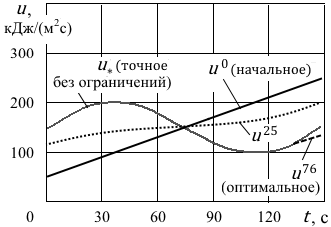 u,
кДж/(м²с)
300
u* (точное
без ограничений)
u⁰ (начальное)
200
u²⁵
100
u⁷⁶
(оптимальное)
0 30 60 90 120 t, с